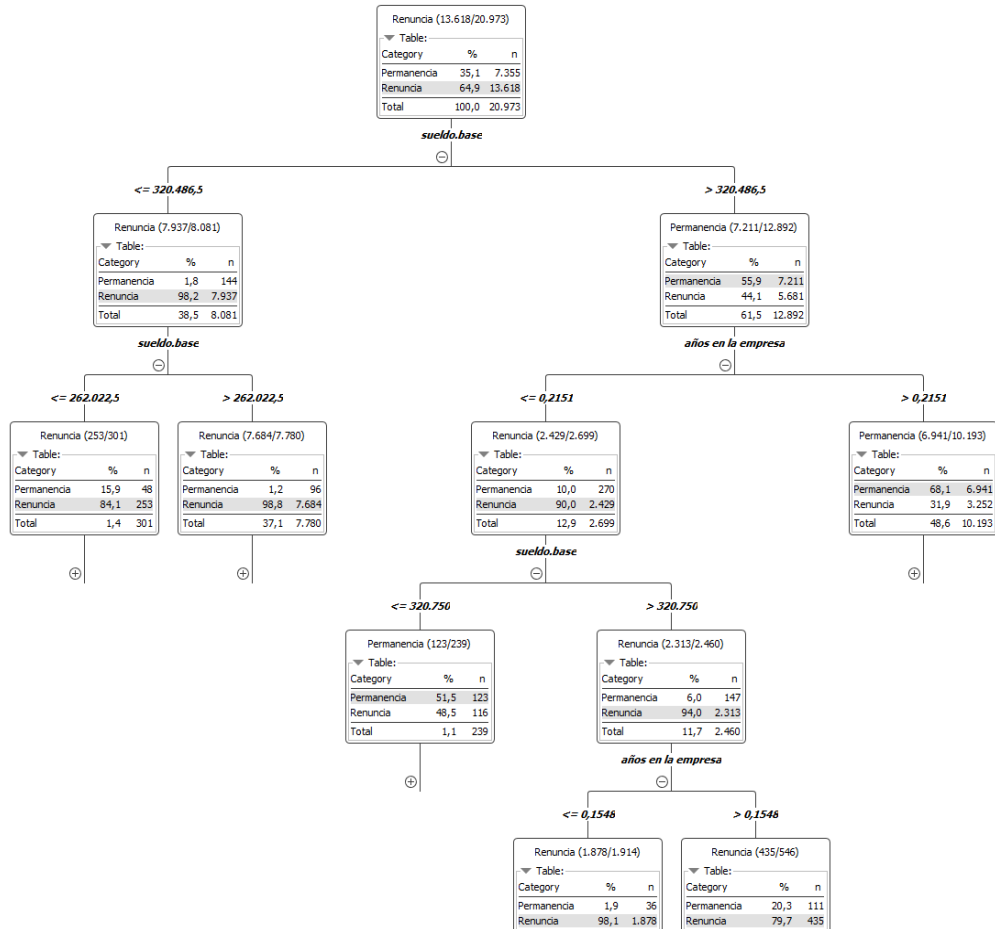 Renuncia (13.618/20.973)
Table:
Category % n
Permanencia 35,1 7.355
Renuncia 64,9 13.618
Total 100,0 20.973
sueldo.base
<= 320.486,5
> 320.486,5
Renuncia (7.937/8.081)
Table:
Category % n
Permanencia 1,8 144
Renuncia 98,2 7.937
Total 38,5 8.081
sueldo.base
Permanencia (7.211/12.892)
Table:
Category % n
Permanencia 55,9 7.211
Renuncia 44,1 5.681
Total 61,5 12.892
años en la empresa
<= 262.022,5
> 262.022,5
<= 0,2151
> 0,2151
Renuncia (253/301)
Table:
Category % n
Permanencia 15,9 48
Renuncia 84,1 253
Total 1,4 301
Renuncia (7.684/7.780)
Table:
Category % n
Permanencia 1,2 96
Renuncia 98,8 7.684
Total 37,1 7.780
Renuncia (2.429/2.699)
Table:
Category % n
Permanencia 10,0 270
Renuncia 90,0 2.429
Total 12,9 2.699
sueldo.base
Permanencia (6.941/10.193)
Table:
Category % n
Permanencia 68,1 6.941
Renuncia 31,9 3.252
Total 48,6 10.193
<= 320.750
> 320.750
Permanencia (123/239)
Table:
Category % n
Permanencia 51,5 123
Renuncia 48,5 116
Total 1,1 239
Renuncia (2.313/2.460)
Table:
Category % n
Permanencia 6,0 147
Renuncia 94,0 2.313
Total 11,7 2.460
años en la empresa
<= 0,1548
> 0,1548
Renuncia (1.878/1.914)
Table:
Category % n
Permanencia 1,9 36
Renuncia 98,1 1.878
Renuncia (435/546)
Table:
Category % n
Permanencia 20,3 111
Renuncia 79,7 435